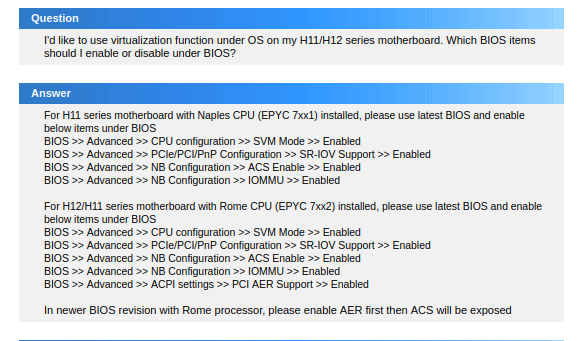 Question
I'd like to use virtualization function under OS on my H11/H12 series motherboard. Which BIOS items
should I enable or disable under BIOS?
Answer
For H11 series motherboard with Naples CPU (EPYC 7xx1) installed, please use latest BIOS and enable
below items under BIOS
BIOS >> Advanced >> CPU configuration >> SVM Mode >> Enabled
BIOS >> Advanced >> PCIe/PCI/PnP Configuration >> SR-IOV Support >> Enabled
BIOS >> Advanced >> NB Configuration >> ACS Enable >> Enabled
BIOS >> Advanced >> NB Configuration >> IOMMU >> Enabled
For H12/H11 series motherboard with Rome CPU (EPYC 7xx2) installed, please use latest BIOS and enable
below items under BIOS
BIOS >> Advanced >> CPU configuration >> SVM Mode >> Enabled
BIOS >> Advanced >> PCIe/PCI/PnP Configuration >> SR-IOV Support >> Enabled
BIOS >> Advanced >> NB Configuration >> ACS Enable >> Enabled
BIOS >> Advanced >> NB Configuration >> IOMMU >> Enabled
BIOS >> Advanced >> ACPI settings >> PCI AER Support >> Enabled
In newer BIOS revision with Rome processor, please enable AER first then ACS will be exposed